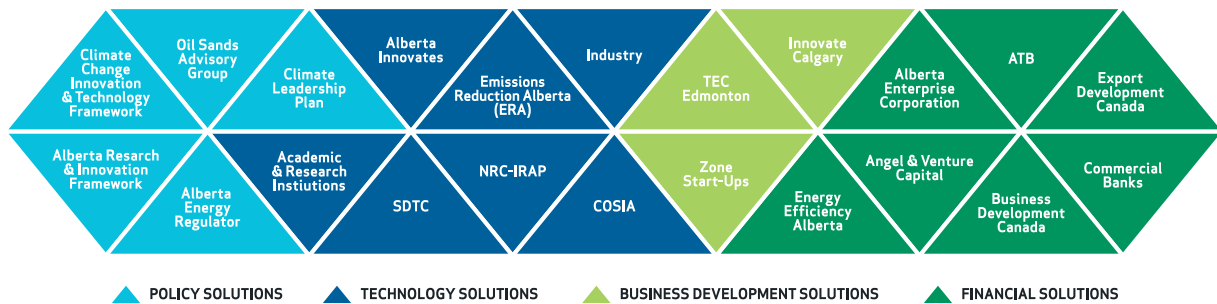 Climate
Change
Innovation
& Technology
Framework
Oil Sands
Advisory
Group
Climate
Leadership
Plan
Alberta
Innovates
Emissions
Reduction Alberta
(ERA)
Industry
TEC
Edmonton
Innovate
Calgary
Alberta
Enterprise
Corporation
ATB
Export
Development
Canada
Alberta Resarch
& Innovation
Framework
Alberta
Energy
Regulator
Academic
& Research
Instiutions
SDTC
NRC-IRAP
COSIA
Zone
Start-Ups
Energy
Efficiency
Alberta
Angel & Venture
Capital
Business
Development
Canada
Commercial
Banks
POLICY SOLUTIONS
TECHNOLOGY SOLUTIONS
BUSINESS DEVELOPMENT SOLUTIONS
FINANCIAL SOLUTIONS